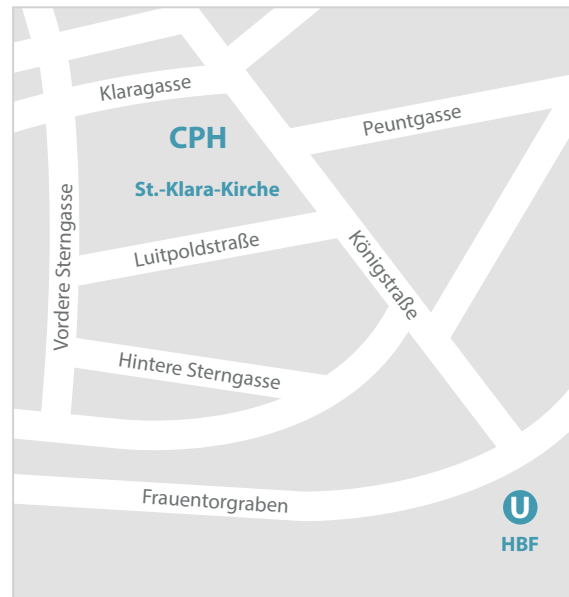 Klaragasse
Peuntgasse
CPH
St.-Klara-Kirche
Vordere Sterngasse
Luitpoldstraße
Königstraße
Hintere Sterngasse
Frauentorgraben
U
HBF